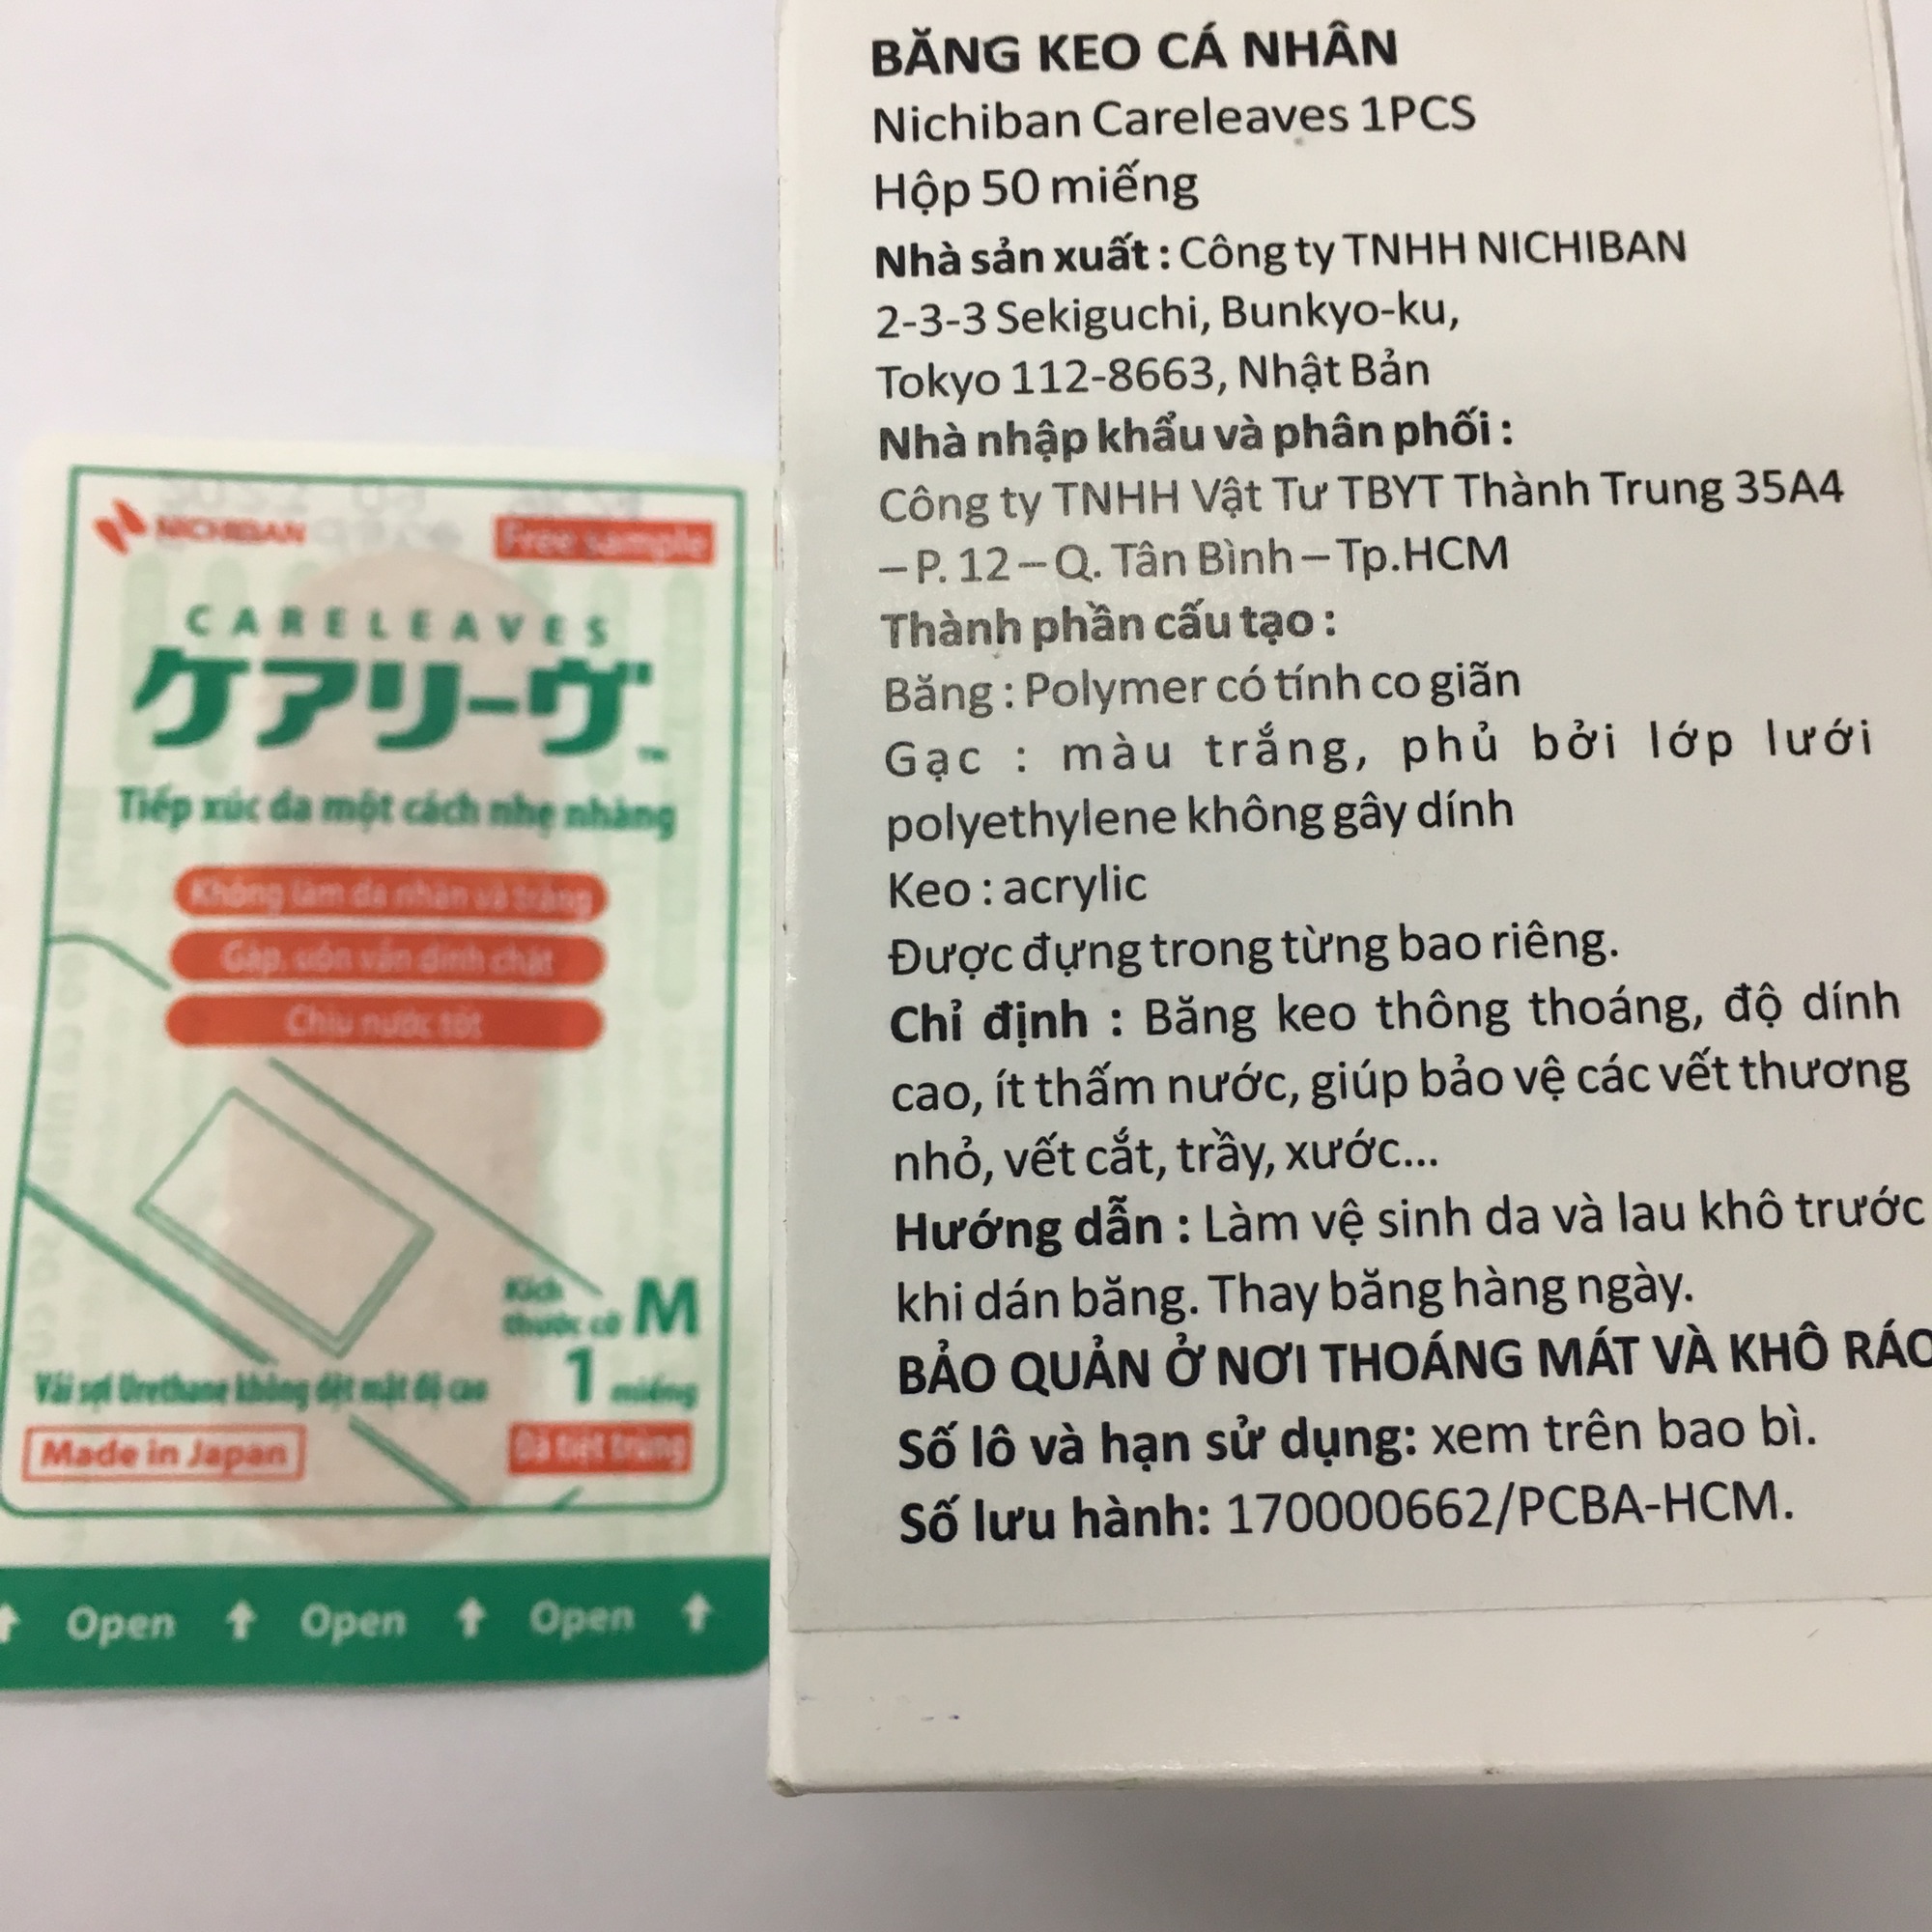 NICHIBAN
Free sample
CARELEAVES
ケアリーヴ™
Tiếp xúc da một cách nhẹ nhàng
Không làm da nhăn và trắng
Gập, uốn vẫn dính chặt
Chịu nước tốt
Kích
thước cỡ M
1 miếng
Vải sợi Urethane không dệt mật độ cao
Made in Japan
Đã tiệt trùng
Open Open Open
BĂNG KEO CÁ NHÂN
Nichiban Careleaves 1PCS
Hộp 50 miếng
Nhà sản xuất : Công ty TNHH NICHIBAN
2-3-3 Sekiguchi, Bunkyo-ku,
Tokyo 112-8663, Nhật Bản
Nhà nhập khẩu và phân phối :
Công ty TNHH Vật Tư TBYT Thành Trung 35A4
– P. 12 – Q. Tân Bình – Tp.HCM
Thành phần cấu tạo :
Băng : Polymer có tính co giãn
Gạc : màu trắng, phủ bởi lớp lưới
polyethylene không gây dính
Keo : acrylic
Được đựng trong từng bao riêng.
Chỉ định : Băng keo thông thoáng, độ dính
cao, ít thấm nước, giúp bảo vệ các vết thương
nhỏ, vết cắt, trầy, xước...
Hướng dẫn : Làm vệ sinh da và lau khô trước
khi dán băng. Thay băng hàng ngày.
BẢO QUẢN Ở NƠI THOÁNG MÁT VÀ KHÔ RÁO
Số lô và hạn sử dụng: xem trên bao bì.
Số lưu hành: 170000662/PCBA-HCM.